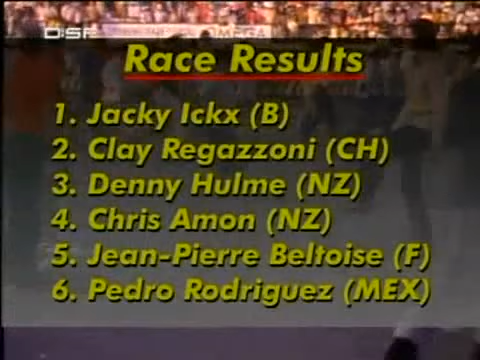 DSF
OMEGA
Race Results
1. Jacky Ickx (B)
2. Clay Regazzoni (CH)
3. Denny Hulme (NZ)
4. Chris Amon (NZ)
5. Jean-Pierre Beltoise (F)
6. Pedro Rodriguez (MEX)